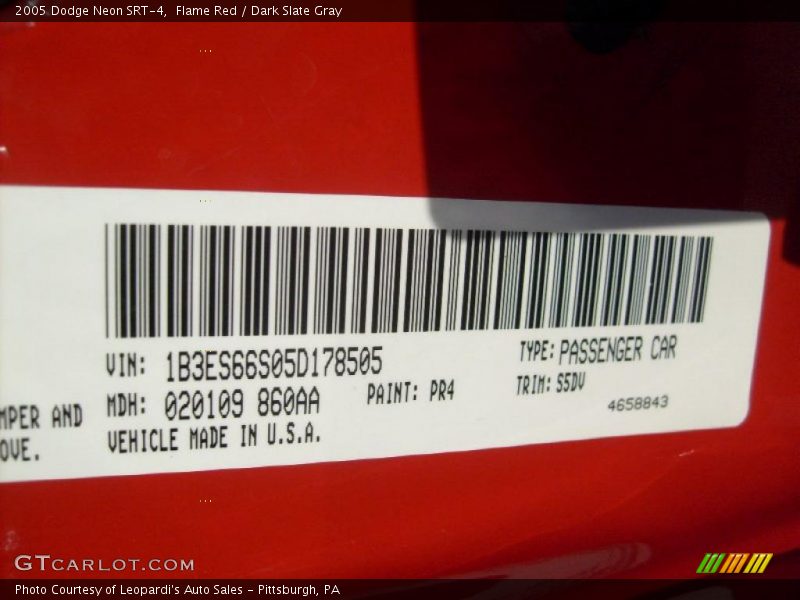 2005 Dodge Neon SRT-4,  Flame Red / Dark Slate Gray
VIN: 1B3ES66S05D178505
TYPE: PASSENGER CAR
MDH: 020109 860AA
PAINT: PR4
TRIM: S5DV
4658843
MPER AND
VEHICLE MADE IN U.S.A.
OVE.
GTCARLOT.COM
Photo Courtesy of Leopardi's Auto Sales - Pittsburgh, PA